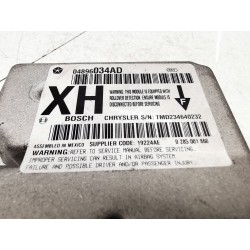 04896034AD
XH
WARNING: THIS PRODUCT IS EQUIPPED WITH
ROLLOVER DETECTION. ENSURE MODULE IS
DISCONNECTED BEFORE SERVICING.
F
BOSCH CHRYSLER S/N: TMD234640232
ASSEMBLED IN MEXICO SUPPLIER CODE: 19224AE 0 285 001 860
WARNING:
REFER TO SERVICE MANUAL BEFORE SERVICING.
IMPROPER SERVICING CAN RESULT IN AIRBAG SYSTEM
FAILURE AND POSSIBLE DRIVER AND/OR PASSENGER INJURY.